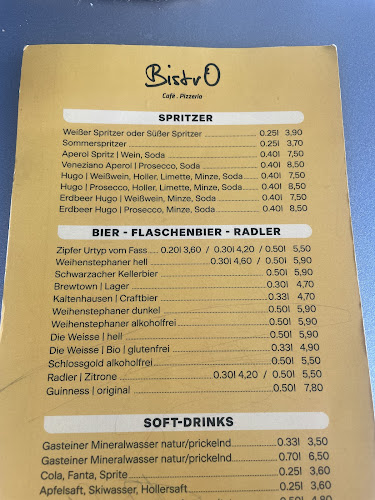 BistrO
Café . Pizzeria
SPRITZER
Weißer Spritzer oder Süßer Spritzer 0.25l 3,90
Sommerspritzer 0.25l 3,70
Aperol Spritz | Wein, Soda 0.40l 7,50
Veneziano Aperol | Prosecco, Soda 0.40l 8,50
Hugo | Weißwein, Holler, Limette, Minze, Soda 0.40l 7,50
Hugo | Prosecco, Holler, Limette, Minze, Soda 0.40l 8,50
Erdbeer Hugo | Weißwein, Minze, Soda 0.40l 7,50
Erdbeer Hugo | Prosecco, Minze, Soda 0.40l 8,50
BIER - FLASCHENBIER - RADLER
Zipfer Urtyp vom Fass 0.20l 3,60 / 0.30l 4,20 / 0.50l 5,50
Weihenstephaner hell 0.30l 4,60 / 0.50l 5,90
Schwarzacher Kellerbier 0.50l 5,90
Brewtown | Lager 0.30l 4,70
Kaltenhausen | Craftbier 0.33l 4,70
Weihenstephaner dunkel 0.50l 5,90
Weihenstephaner alkoholfrei 0.50l 5,90
Die Weisse | hell 0.50l 5,90
Die Weisse | Bio | glutenfrei 0.33l 4,90
Schlossgold alkoholfrei 0.50l 5,50
Radler | Zitrone 0.30l 4,20 / 0.50l 5,50
Guinness | original 0.50l 7,80
SOFT-DRINKS
Gasteiner Mineralwasser natur/prickelnd 0.33l 3,50
Gasteiner Mineralwasser natur/prickelnd 0.70l 6,50
Cola, Fanta, Sprite 0.25l 3,60
Apfelsaft, Skiwasser, Hollersaft 0.25l 3,60
0.50l 4,80